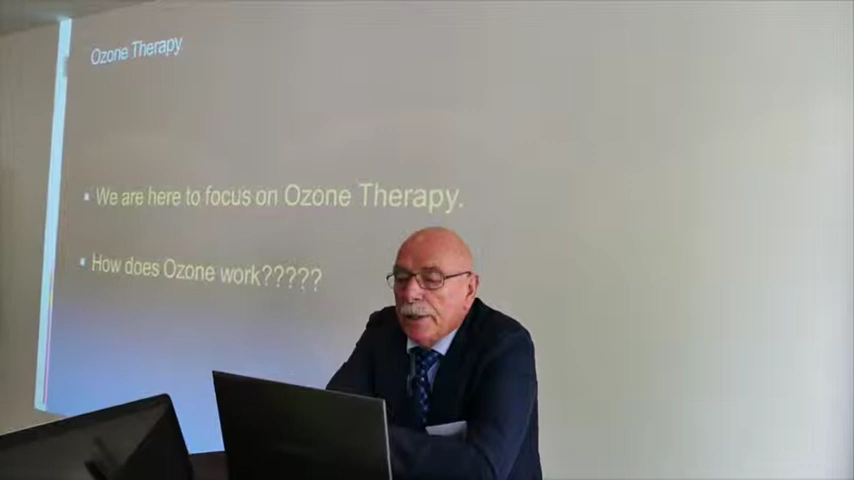 Ozone Therapy
We are here to focus on Ozone Therapy.
How does Ozone work?????